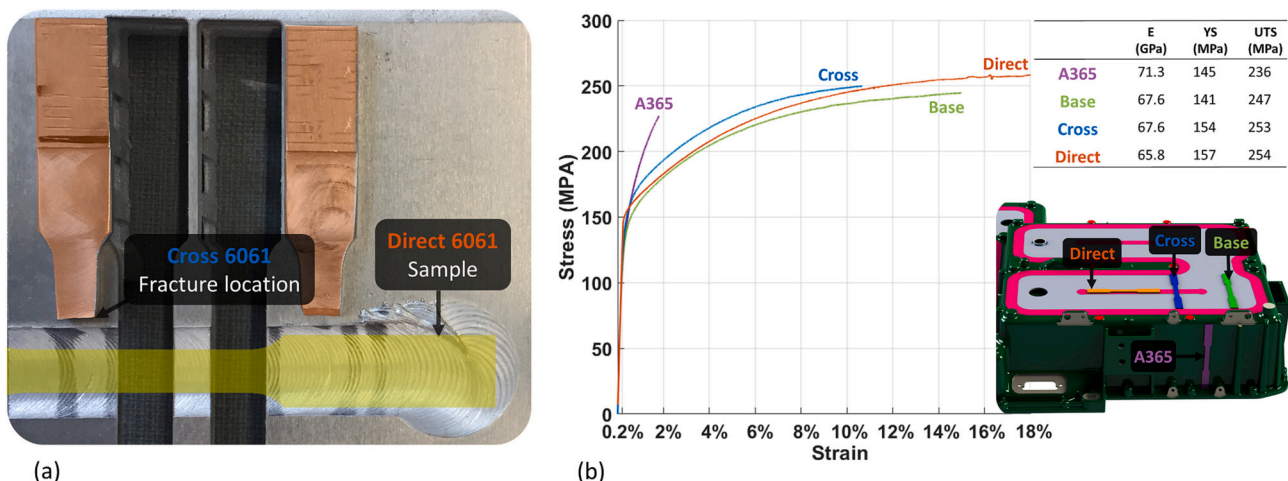 Cross 6061
Fracture location
Direct 6061
Sample
(a)
300
250
200
150
100
50
0
Stress (MPA)
0.2% 2% 4% 6% 8% 10% 12% 14% 16% 18%
Strain
A365
Cross
Direct
Base
E YS UTS
(GPa) (MPa) (MPa)
A365 71.3 145 236
Base 67.6 141 247
Cross 67.6 154 253
Direct 65.8 157 254
Direct
Cross
Base
A365
(b)